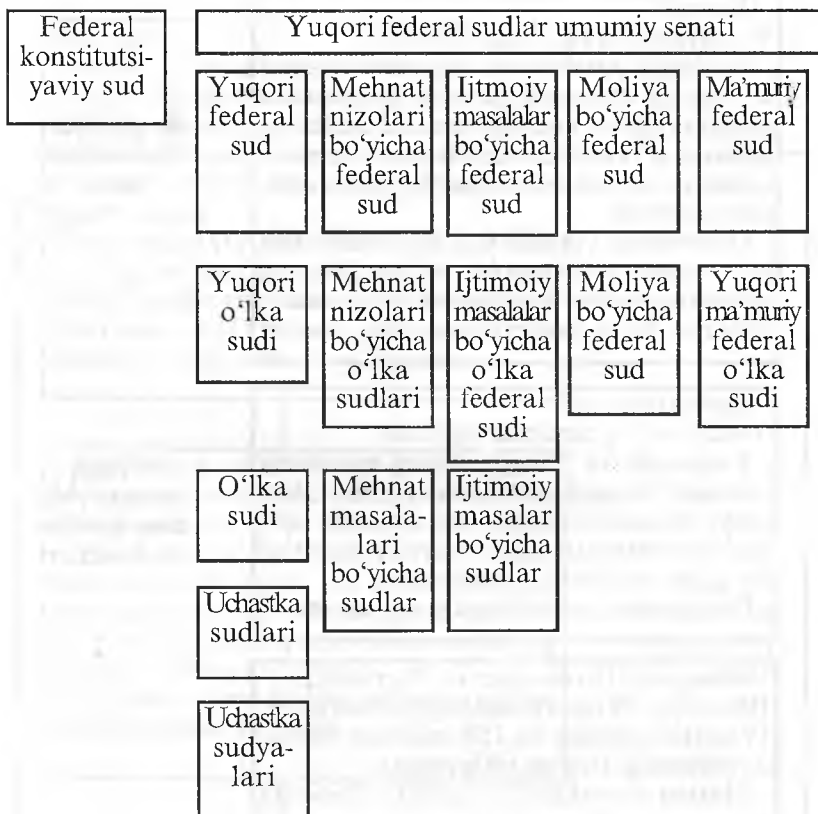 Federal
konstitutsi-
yaviy sud
Yuqori federal sudlar umumiy senati
Yuqori
federal
sud
Mehnat
nizolari
bo‘yicha
federal
sud
Ijtmoiy
masalalar
bo‘yicha
federal
sud
Moliya
bo‘yicha
federal
sud
Ma’muriy
federal
sud
Yuqori
o‘lka
sudi
Mehnat
nizolari
bo‘yicha
o‘lka
sudlari
Ijtimoiy
masalalar
bo‘yicha
o‘lka
federal
sudi
Moliya
bo‘yicha
federal
sud
Yuqori
ma’muriy
federal
o‘lka
sudi
O‘lka
sudi
Mehnat
masala-
lari
bo‘yicha
sudlar
Ijtimoiy
masalar
bo‘yicha
sudlar
Uchastka
sudlari
Uchastka
sudya-
lari